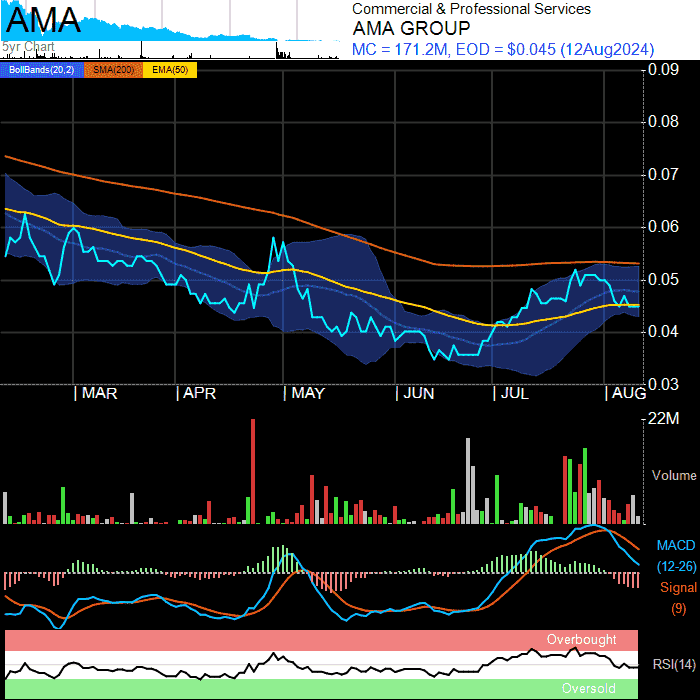 AMA
5yr Chart
Commercial & Professional Services
AMA GROUP
MC = 171.2M, EOD = $0.045 (12Aug2024)
BollBands(20,2) SMA(200) EMA(50)
0.09
0.08
0.07
0.06
0.05
0.04
0.03
MAR APR MAY JUN JUL AUG
22M
Volume
MACD
(12-26)
Signal
(9)
Overbought
RSI(14)
Oversold